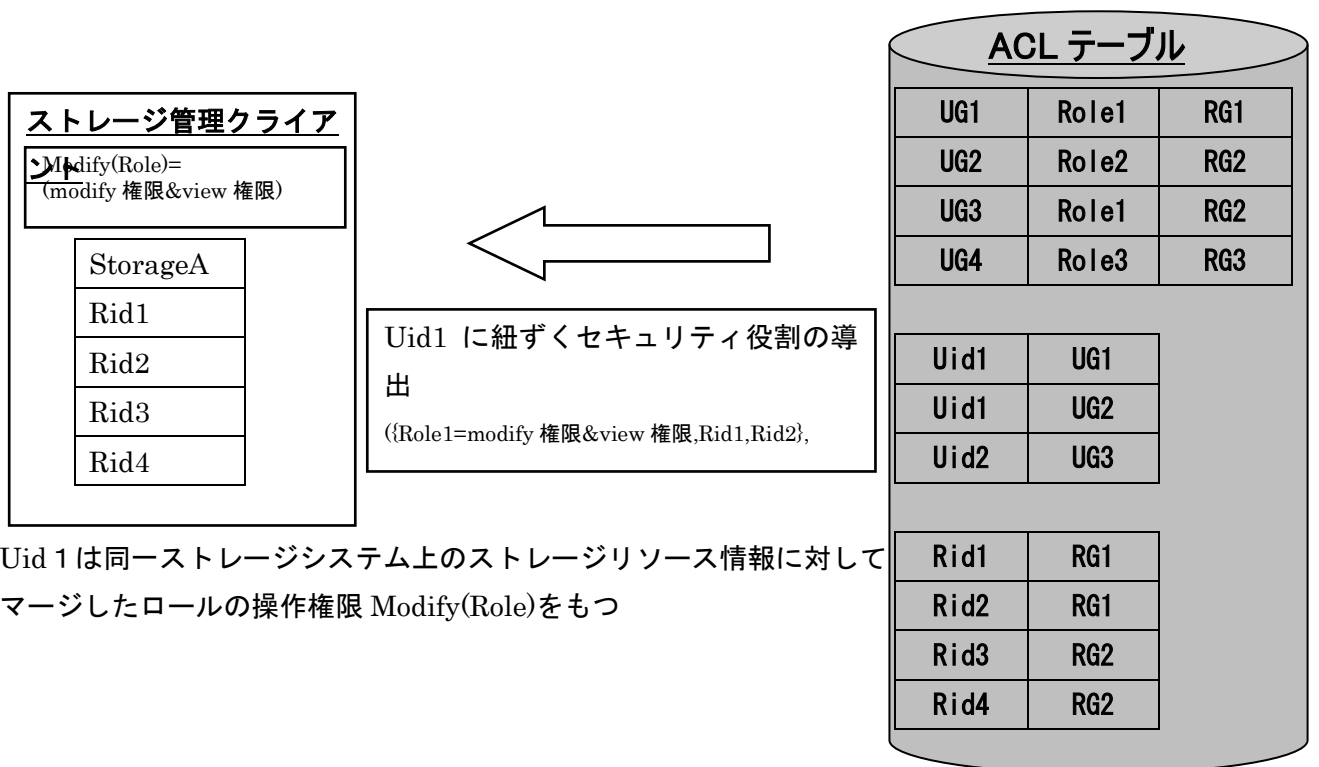 ストレージ管理クライア
ント
Modify(Role)=
(modify 権限&view 権限)
StorageA
Rid1
Rid2
Rid3
Rid4
Uid1 に紐ずくセキュリティ役割の導
出
({Role1=modify 権限&view 権限,Rid1,Rid2},
Uid１は同一ストレージシステム上のストレージリソース情報に対して
マージしたロールの操作権限 Modify(Role)をもつ
ACL テーブル
UG1 Role1 RG1
UG2 Role2 RG2
UG3 Role1 RG2
UG4 Role3 RG3
Uid1 UG1
Uid1 UG2
Uid2 UG3
Rid1 RG1
Rid2 RG1
Rid3 RG2
Rid4 RG2